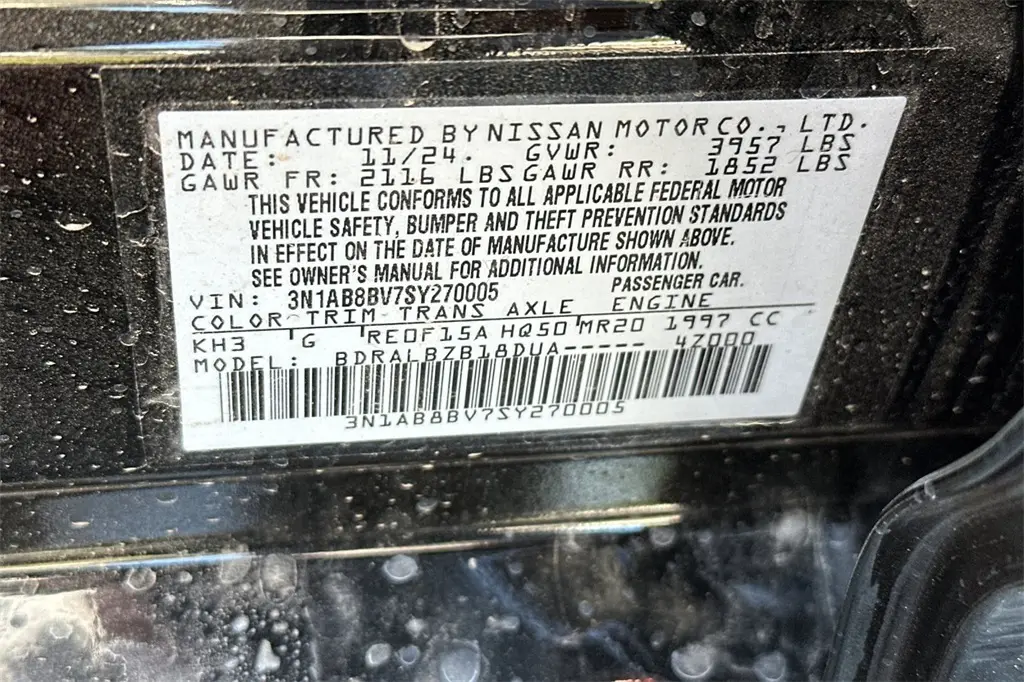 MANUFACTURED BY NISSAN MOTOR CO., LTD.
DATE: 11/24. GVWR: 3957 LBS
GAWR FR: 2116 LBS GAWR RR: 1852 LBS
THIS VEHICLE CONFORMS TO ALL APPLICABLE FEDERAL MOTOR
VEHICLE SAFETY, BUMPER AND THEFT PREVENTION STANDARDS
IN EFFECT ON THE DATE OF MANUFACTURE SHOWN ABOVE.
SEE OWNER'S MANUAL FOR ADDITIONAL INFORMATION.
VIN: 3N1AB8BV7SY270005 PASSENGER CAR.
COLOR TRIM TRANS AXLE ENGINE
KH3 G RE0F15A HQ50 MR20 1997 CC
MODEL: BDRALBZB18DUA----- 4Z000
3N1AB8BV7SY270005